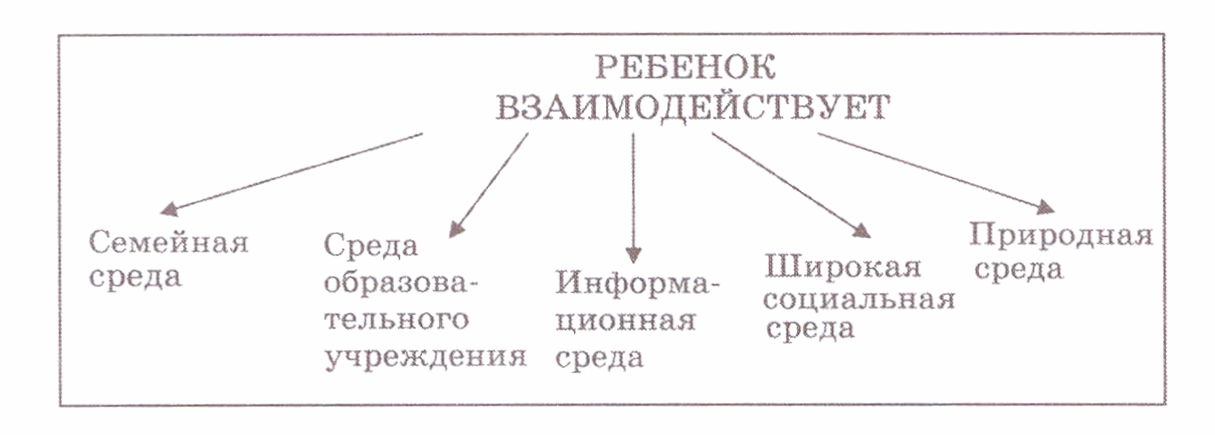 РЕБЕНОК
ВЗАИМОДЕЙСТВУЕТ
Семейная
среда
Среда
образова-
тельного
учреждения
Информа-
ционная
среда
Широкая
социальная
среда
Природная
среда